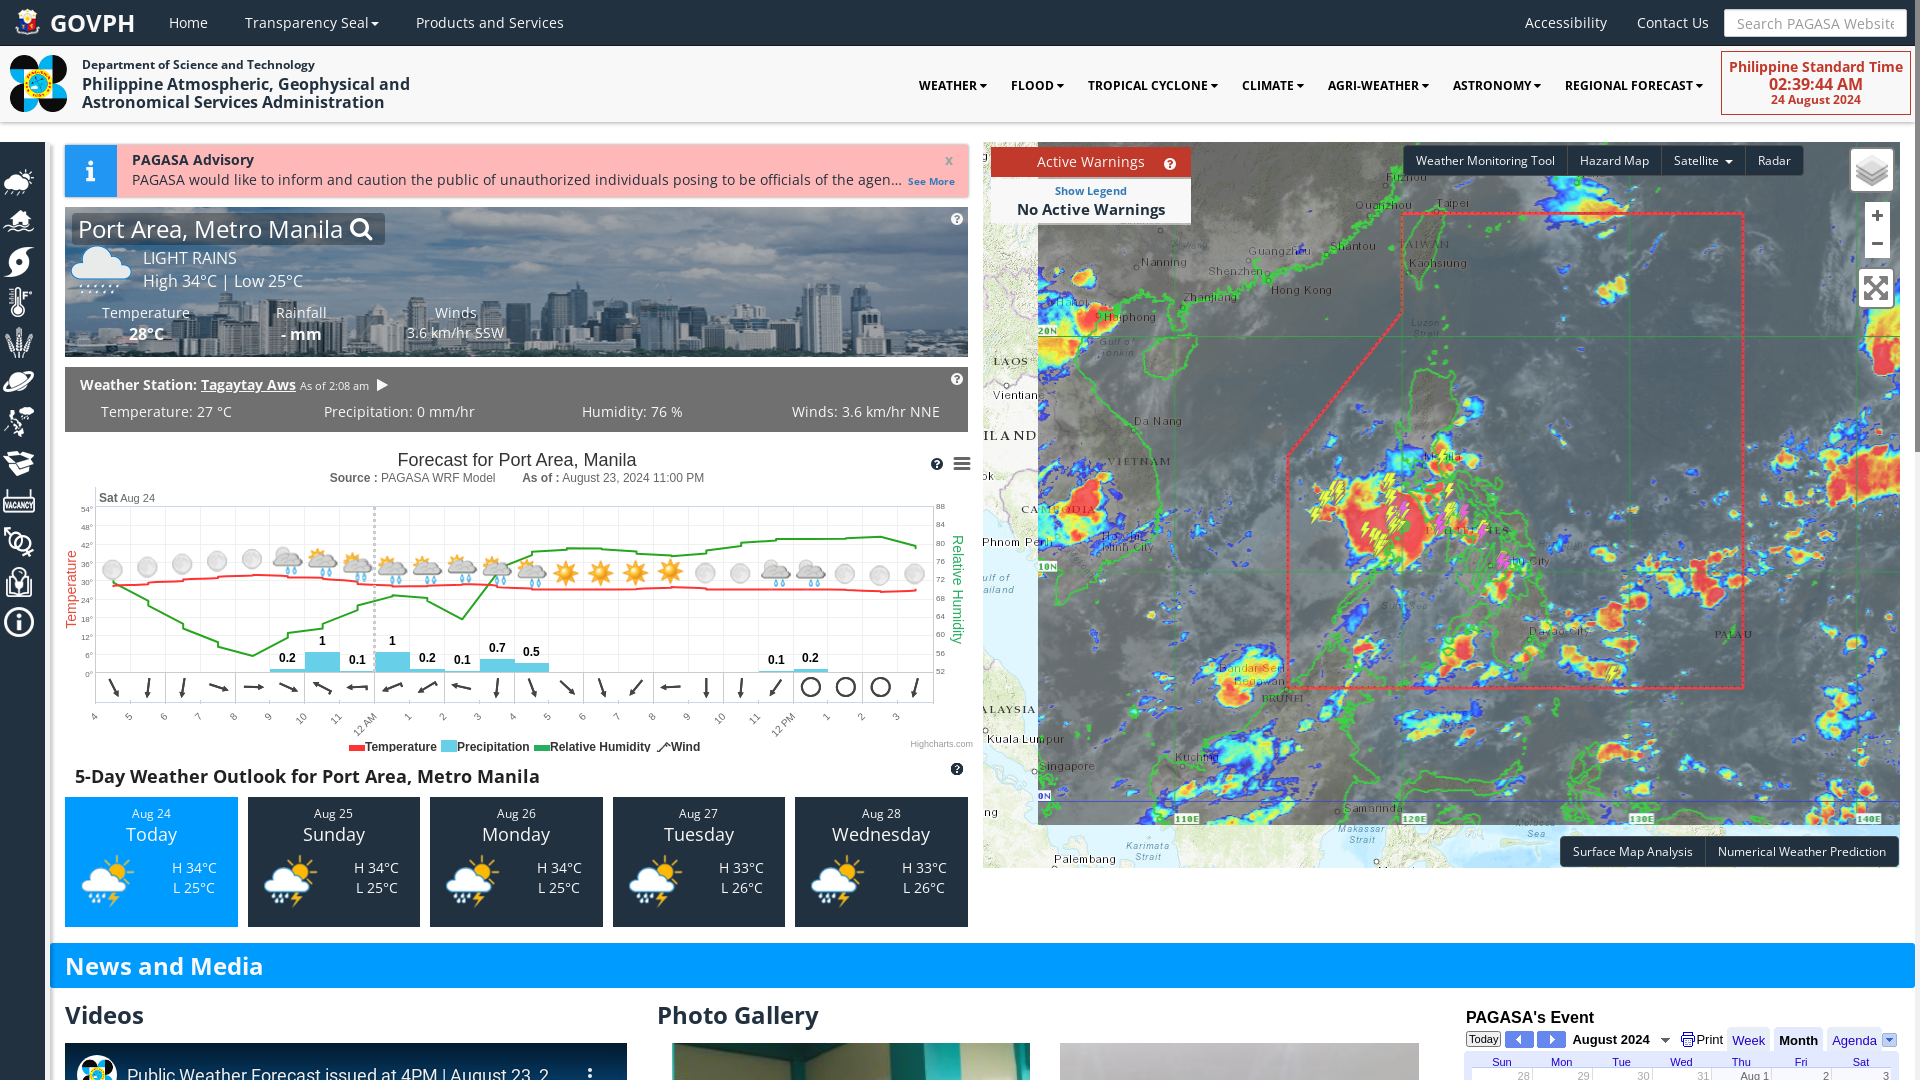 GOVPH
Home
Transparency Seal
Products and Services
Accessibility
Contact Us
Search PAGASA Website
Department of Science and Technology
Philippine Atmospheric, Geophysical and
Astronomical Services Administration
WEATHER
FLOOD
TROPICAL CYCLONE
CLIMATE
AGRI-WEATHER
ASTRONOMY
REGIONAL FORECAST
Philippine Standard Time
02:39:44 AM
24 August 2024
PAGASA Advisory
x
PAGASA would like to inform and caution the public of unauthorized individuals posing to be officials of the agen... See More
Port Area, Metro Manila
LIGHT RAINS
High 34°C | Low 25°C
Temperature
Rainfall
Winds
28°C
- mm
3.6 km/hr SSW
Weather Station: Tagaytay Aws As of 2:08 am
Temperature: 27 °C
Precipitation: 0 mm/hr
Humidity: 76 %
Winds: 3.6 km/hr NNE
Forecast for Port Area, Manila
Source : PAGASA WRF Model As of : August 23, 2024 11:00 PM
Sat Aug 24
Temperature
54°
48°
42°
36°
30°
24°
18°
12°
6°
0°
Relative Humidity
88
84
80
76
72
68
64
60
56
52
0.2
1
0.1
1
0.2
0.1
0.7
0.5
0.1
0.2
4 5 6 7 8 9 10 11 12 AM 1 2 3 4 5 6 7 8 9 10 11 12 PM 1 2 3
Temperature Precipitation Relative Humidity Wind
Highcharts.com
5-Day Weather Outlook for Port Area, Metro Manila
Aug 24
Today
H 34°C
L 25°C
Aug 25
Sunday
H 34°C
L 25°C
Aug 26
Monday
H 34°C
L 25°C
Aug 27
Tuesday
H 33°C
L 26°C
Aug 28
Wednesday
H 33°C
L 26°C
VACANCY
Active Warnings
Show Legend
No Active Warnings
Weather Monitoring Tool
Hazard Map
Satellite
Radar
+
−
Fuzhou
Quanzhou
Taipei
Guangzhou
Shantou
TAIWAN
Nanning
Shenzhen
Kaohsiung
Hong Kong
Zhanjiang
Hanoi
Haiphong
20N
Luzon
Strait
Gulf of
Tonkin
LAOS
Vientian
Da Nang
ILAND
VIETNAM
Manila
CAMBODIA
Phnom Penh
Ho Chi
Minh City
PHILIPPINES
10N
Cebu City
ulf of
ailand
Sulu Sea
Davao City
PALAU
Bandar Seri
Begawan
BRUNEI
ALAYSIA
Kuala Lumpur
Kuching
Singapore
0N
Samarinda
110E
120E
130E
140E
Makassar
Strait
Sea
Karimata
Strait
Palembang
Surface Map Analysis
Numerical Weather Prediction
News and Media
Videos
Photo Gallery
PAGASA's Event
Public Weather Forecast issued at 4PM | August 23, 2...
Today
August 2024
Print
Week
Month
Agenda
Sun Mon Tue Wed Thu Fri Sat
28 29 30 31 Aug 1 2 3